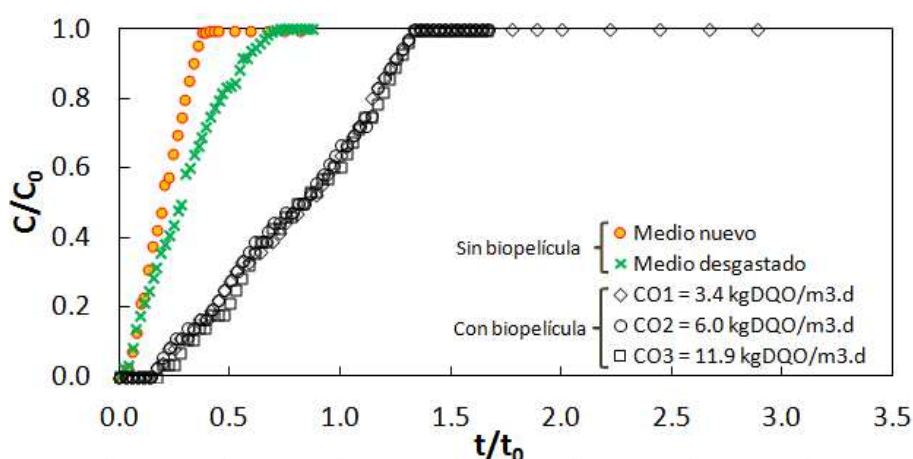 1.0
0.8
0.6
0.4
0.2
0.0
C/C0
Sin biopelícula
Medio nuevo
Medio desgastado
Con biopelícula
CO1 = 3.4 kgDQO/m3.d
CO2 = 6.0 kgDQO/m3.d
CO3 = 11.9 kgDQO/m3.d
0.0 0.5 1.0 1.5 2.0 2.5 3.0 3.5
t/t0